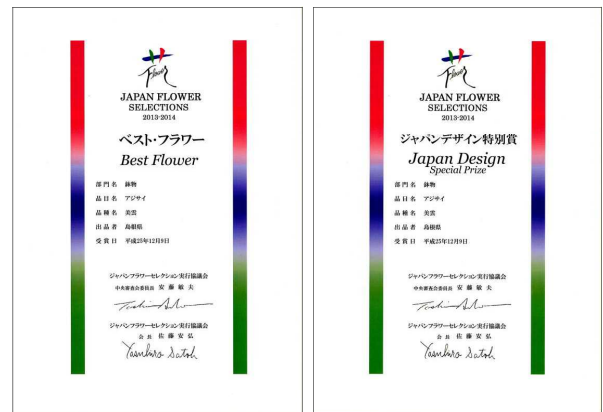 Flower
JAPAN FLOWER
SELECTIONS
2013-2014
ベスト・フラワー
Best Flower
部門名 鉢物
品目名 アジサイ
品種名 美雲
出品者 島根県
受賞日 平成25年12月9日
ジャパンフラワーセレクション実行協議会
中央審査会委員長 安藤敏夫
ジャパンフラワーセレクション実行協議会
会長 佐藤安弘
Yasuhiro Satoh
Flower
JAPAN FLOWER
SELECTIONS
2013-2014
ジャパンデザイン特別賞
Japan Design
Special Prize
部門名 鉢物
品目名 アジサイ
品種名 美雲
出品者 島根県
受賞日 平成25年12月9日
ジャパンフラワーセレクション実行協議会
中央審査会委員長 安藤敏夫
ジャパンフラワーセレクション実行協議会
会長 佐藤安弘
Yasuhiro Satoh